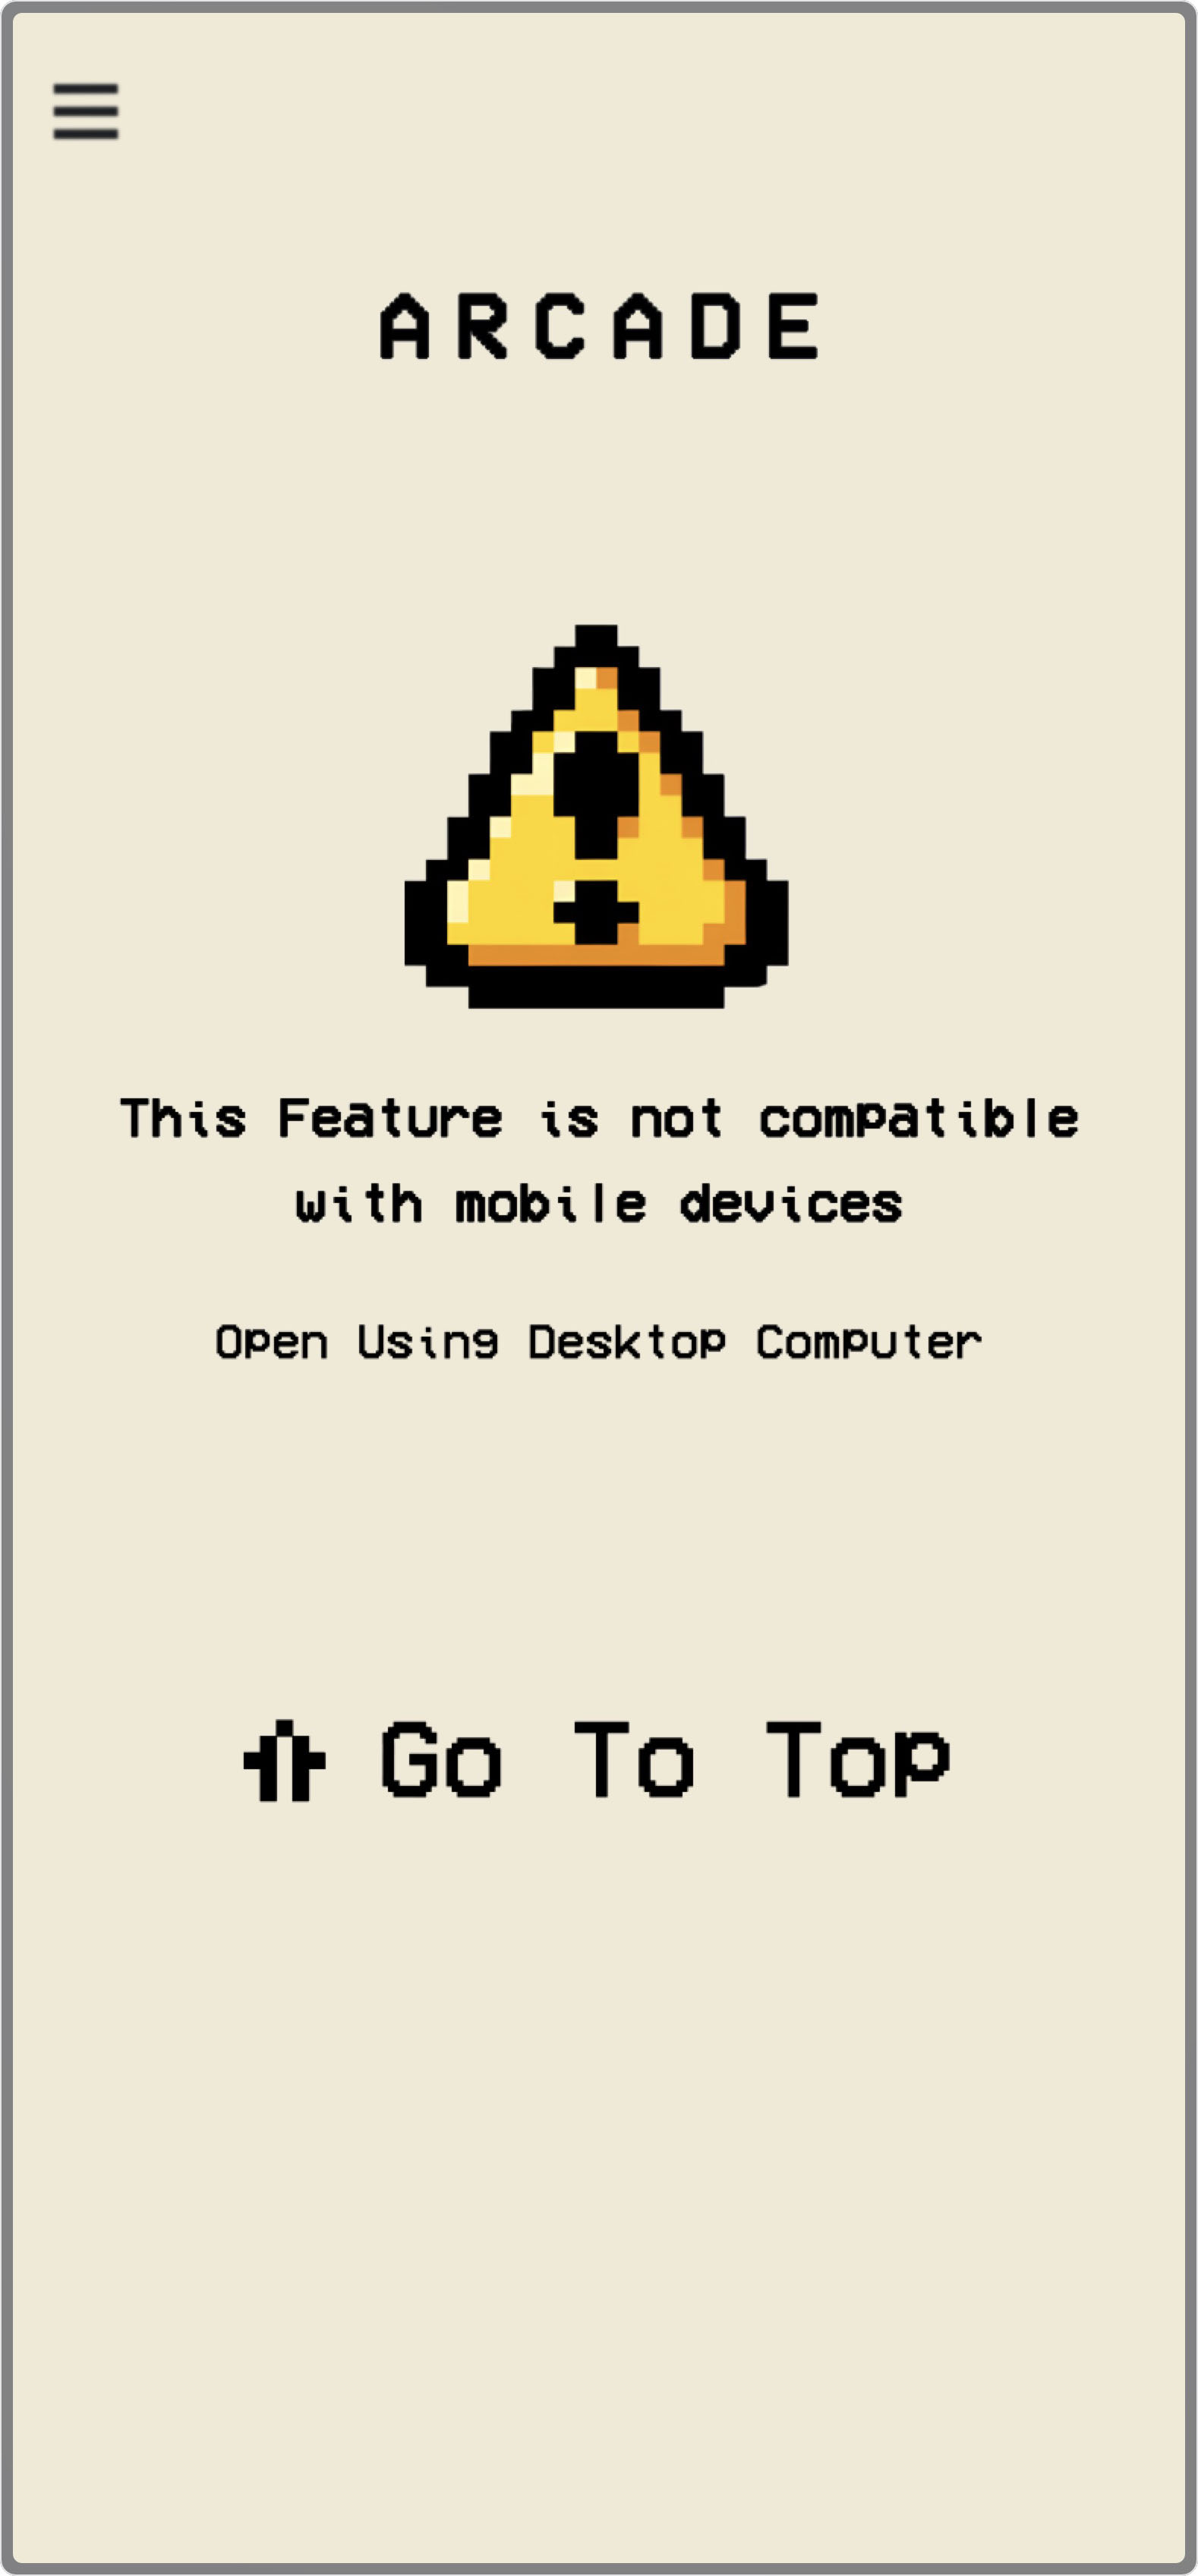 ARCADE
This Feature is not compatible
with mobile devices
Open Using Desktop Computer
Go To Top